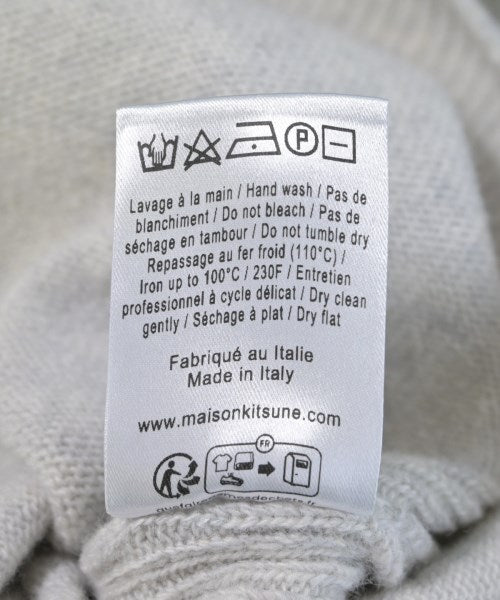 P
Lavage à la main / Hand wash / Pas de
blanchiment / Do not bleach / Pas de
séchage en tambour / Do not tumble dry
Repassage au fer froid (110°C) /
Iron up to 100°C / 230F / Entretien
professionnel à cycle délicat / Dry clean
gently / Séchage à plat / Dry flat
Fabriqué au Italie
Made in Italy
www.maisonkitsune.com
FR